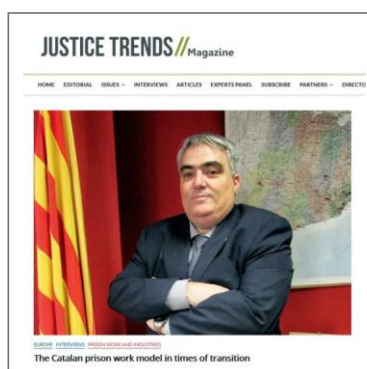 JUSTICE TRENDS // Magazine
HOME EDITORIAL ISSUES INTERVIEWS ARTICLES EXPERTS PANEL SUBSCRIBE PARTNERS DIRECTO
EUROPE INTERVIEWS PRISON WORK AND INDUSTRIES
The Catalan prison work model in times of transition